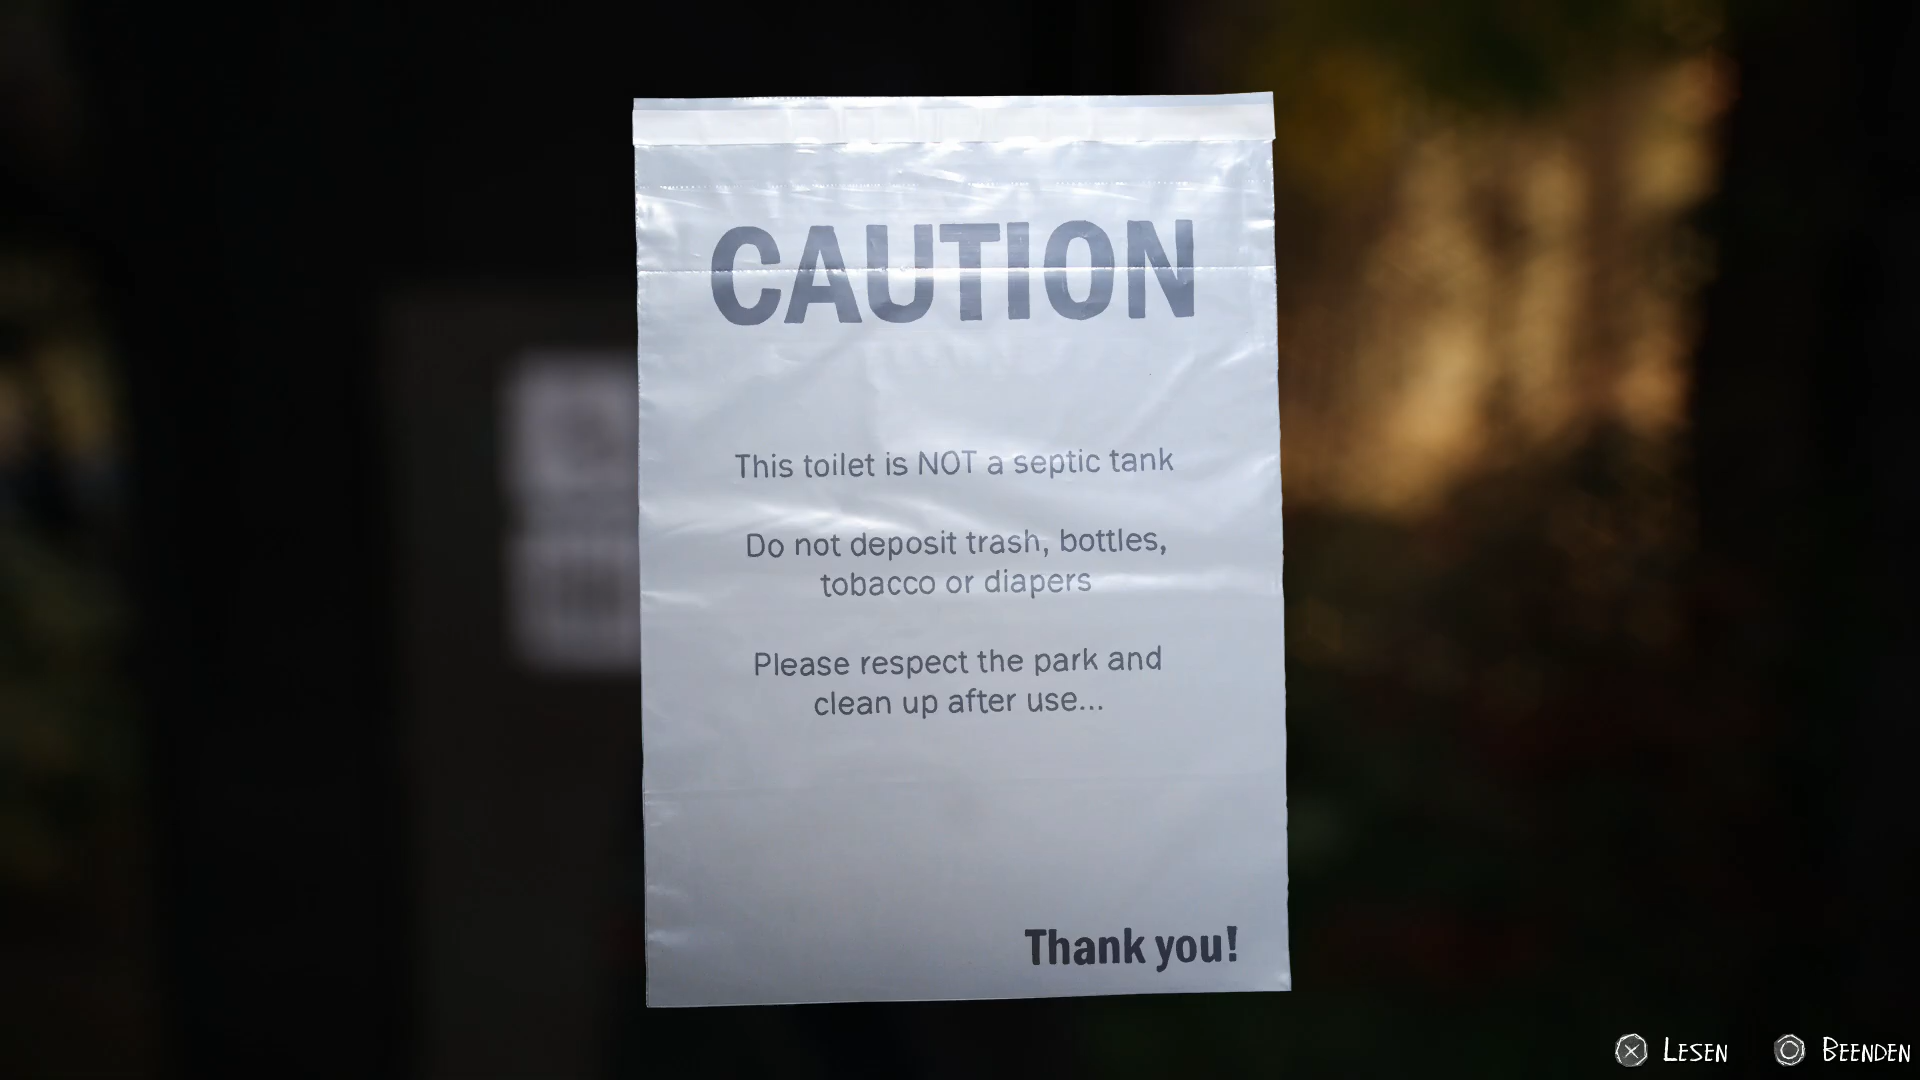 CAUTION
This toilet is NOT a septic tank
Do not deposit trash, bottles,
tobacco or diapers
Please respect the park and
clean up after use...
Thank you!
LESEN
BEENDEN